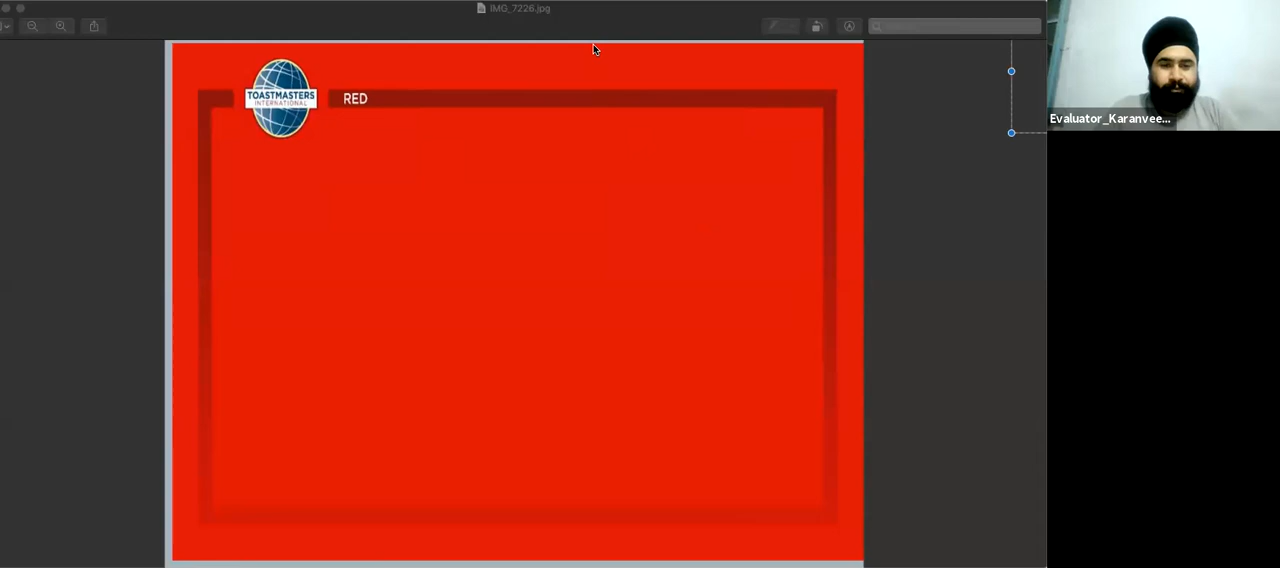 IMG_7226.jpg
TOASTMASTERS
INTERNATIONAL
RED
Evaluator_Karanvee...